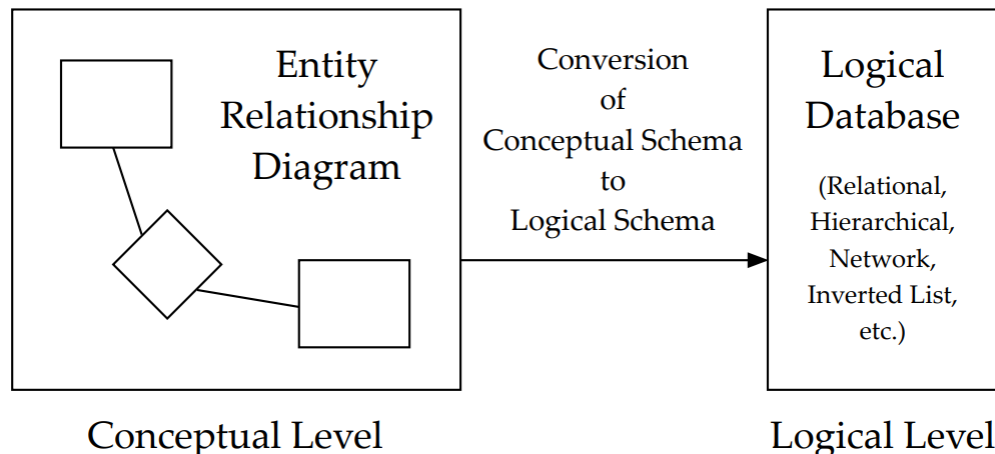 Entity
Relationship
Diagram
Conversion
of
Conceptual Schema
to
Logical Schema
Logical
Database
(Relational,
Hierarchical,
Network,
Inverted List,
etc.)
Conceptual Level
Logical Level